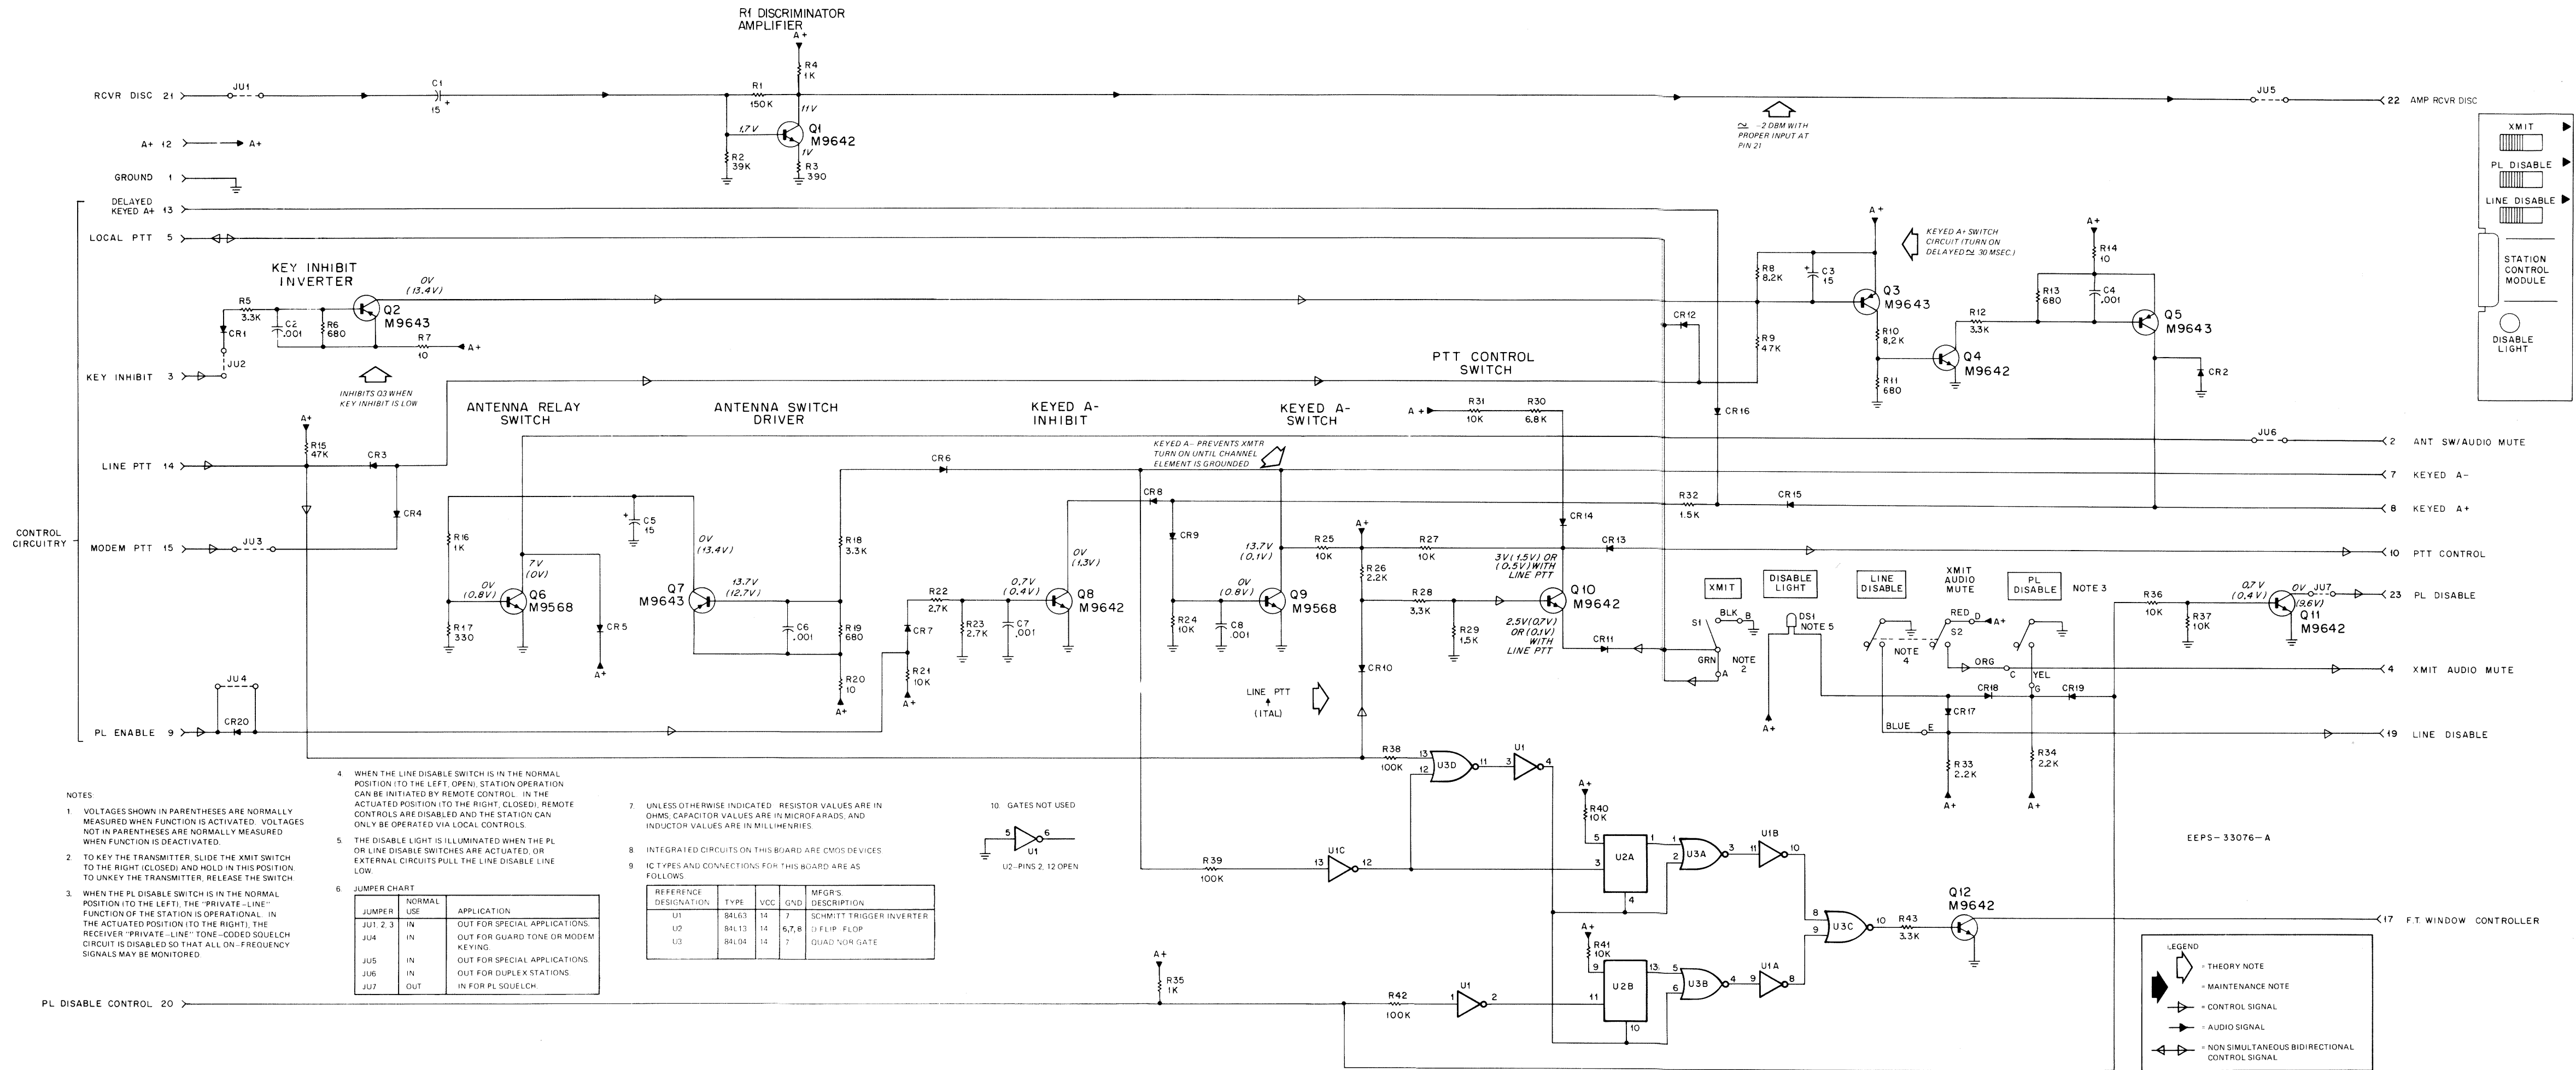 R1 DISCRIMINATOR
AMPLIFIER
A+
R4
1K
RCVR DISC 21
JU1
C1
15 +
R1
150K
11V
1.7V
Q1
M9642
1V
R2
39K
R3
390
≃ -2 DBM WITH
PROPER INPUT AT
PIN 21
JU5
22 AMP RCVR DISC
A+ 12
A+
GROUND 1
DELAYED
KEYED A+ 13
LOCAL PTT 5
XMIT
PL DISABLE
LINE DISABLE
STATION
CONTROL
MODULE
DISABLE
LIGHT
KEY INHIBIT
INVERTER
0V
(13.4V)
R5
3.3K
CR1
C2
.001
R6
680
Q2
M9643
R7
10
A+
JU2
KEY INHIBIT 3
INHIBITS Q3 WHEN
KEY INHIBIT IS LOW
A+
KEYED A+ SWITCH
CIRCUIT (TURN ON
DELAYED ≃ 30 MSEC.)
R8
8.2K
+
C3
15
Q3
M9643
CR12
R9
47K
R10
8.2K
R11
680
Q4
M9642
R12
3.3K
A+
R14
10
R13
680
C4
.001
Q5
M9643
CR2
PTT CONTROL
SWITCH
A+
R31
10K
R30
6.8K
CR16
ANTENNA RELAY
SWITCH
ANTENNA SWITCH
DRIVER
KEYED A-
INHIBIT
KEYED A-
SWITCH
KEYED A- PREVENTS XMTR
TURN ON UNTIL CHANNEL
ELEMENT IS GROUNDED
JU6
2 ANT SW/AUDIO MUTE
7 KEYED A-
8 KEYED A+
10 PTT CONTROL
CONTROL
CIRCUITRY
A+
R15
47K
LINE PTT 14
CR3
CR4
MODEM PTT 15
JU3
R16
1K
R17
330
7V
(0V)
0V
(0.8V)
Q6
M9568
CR5
A+
+
C5
15
0V
(13.4V)
Q7
M9643
13.7V
(12.7V)
C6
.001
R18
3.3K
R19
680
R20
10
A+
CR6
CR7
R21
10K
A+
R22
2.7K
R23
2.7K
C7
.001
0.7V
(0.4V)
0V
(1.3V)
Q8
M9642
CR8
CR9
R24
10K
C8
.001
13.7V
(0.1V)
0V
(0.8V)
Q9
M9568
R25
10K
A+
R26
2.2K
R27
10K
R28
3.3K
R29
1.5K
CR10
LINE PTT
(ITAL)
CR14
CR13
3V (1.5V) OR
(0.5V) WITH
LINE PTT
Q10
M9642
2.5V(0.7V)
OR (0.1V)
WITH
LINE PTT
CR11
R32
1.5K
CR15
XMIT
S1
BLK
B
GRN
A
NOTE
2
DISABLE
LIGHT
DS1
NOTE 5
A+
LINE
DISABLE
NOTE
4
XMIT
AUDIO
MUTE
RED
D
A+
S2
ORG
C
PL
DISABLE
NOTE 3
YEL
G
CR18
CR19
CR17
BLUE
E
R33
2.2K
A+
R34
2.2K
A+
R36
10K
R37
10K
0.7V
(0.4V)
0V
(9.6V)
JU7
Q11
M9642
23 PL DISABLE
4 XMIT AUDIO MUTE
19 LINE DISABLE
JU4
CR20
PL ENABLE 9
NOTES:
1. VOLTAGES SHOWN IN PARENTHESES ARE NORMALLY
MEASURED WHEN FUNCTION IS ACTIVATED. VOLTAGES
NOT IN PARENTHESES ARE NORMALLY MEASURED
WHEN FUNCTION IS DEACTIVATED.
2. TO KEY THE TRANSMITTER, SLIDE THE XMIT SWITCH
TO THE RIGHT (CLOSED) AND HOLD IN THIS POSITION.
TO UNKEY THE TRANSMITTER, RELEASE THE SWITCH.
3. WHEN THE PL DISABLE SWITCH IS IN THE NORMAL
POSITION (TO THE LEFT), THE "PRIVATE-LINE"
FUNCTION OF THE STATION IS OPERATIONAL. IN
THE ACTUATED POSITION (TO THE RIGHT), THE
RECEIVER "PRIVATE-LINE" TONE-CODED SQUELCH
CIRCUIT IS DISABLED SO THAT ALL ON-FREQUENCY
SIGNALS MAY BE MONITORED.
4 WHEN THE LINE DISABLE SWITCH IS IN THE NORMAL
POSITION (TO THE LEFT, OPEN), STATION OPERATION
CAN BE INITIATED BY REMOTE CONTROL. IN THE
ACTUATED POSITION (TO THE RIGHT, CLOSED), REMOTE
CONTROLS ARE DISABLED AND THE STATION CAN
ONLY BE OPERATED VIA LOCAL CONTROLS.
5. THE DISABLE LIGHT IS ILLUMINATED WHEN THE PL
OR LINE DISABLE SWITCHES ARE ACTUATED, OR
EXTERNAL CIRCUITS PULL THE LINE DISABLE LINE
LOW.
6. JUMPER CHART
JUMPER NORMAL USE APPLICATION
JU1, 2, 3 IN OUT FOR SPECIAL APPLICATIONS.
JU4 IN OUT FOR GUARD TONE OR MODEM
KEYING.
JU5 IN OUT FOR SPECIAL APPLICATIONS
JU6 IN OUT FOR DUPLEX STATIONS.
JU7 OUT IN FOR PL SQUELCH.
7. UNLESS OTHERWISE INDICATED: RESISTOR VALUES ARE IN
OHMS, CAPACITOR VALUES ARE IN MICROFARADS, AND
INDUCTOR VALUES ARE IN MILLIHENRIES.
8 INTEGRATED CIRCUITS ON THIS BOARD ARE CMOS DEVICES
9 IC TYPES AND CONNECTIONS FOR THIS BOARD ARE AS
FOLLOWS.
REFERENCE DESIGNATION TYPE VCC GND MFGR'S. DESCRIPTION
U1 84L63 14 7 SCHMITT TRIGGER INVERTER
U2 84L13 14 6,7,8 D FLIP FLOP
U3 84L04 14 7 QUAD NOR GATE
10. GATES NOT USED
5 U1 6
U2-PINS 2, 12 OPEN
R38
100K
13
12
U3D
11
3
U1
4
R39
100K
13
U1C
12
A+
R40
10K
5
3
U2A
1
4
1
2
U3A
3
11
U1B
10
A+
R41
10K
9
11
U2B
13
10
5
6
U3B
4
9
U1A
8
8
9
U3C
10
R43
3.3K
Q12
M9642
17 F.T. WINDOW CONTROLLER
EEPS-33076-A
A+
R35
1K
PL DISABLE CONTROL 20
R42
100K
1
U1
2
LEGEND
= THEORY NOTE
= MAINTENANCE NOTE
= CONTROL SIGNAL
= AUDIO SIGNAL
= NON SIMULTANEOUS BIDIRECTIONAL
CONTROL SIGNAL